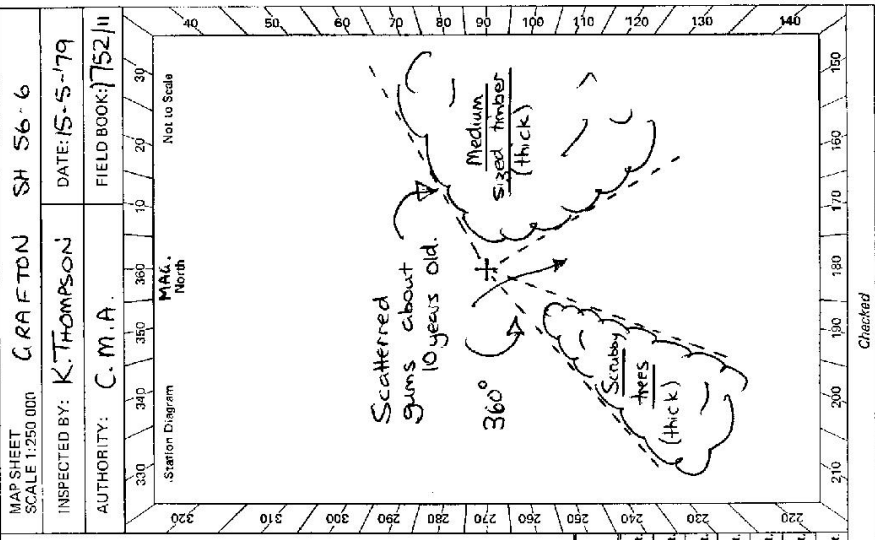 MAP SHEET
SCALE 1:250 000 GRAFTON SH 56-6
INSPECTED BY: K. THOMPSON
DATE: 15-5-'79
AUTHORITY: C.M.A.
FIELD BOOK: 1752/11
330 340 350 360 10 20 30
MAG.
North
Station Diagram
Not to Scale
40 50 60 70 80 90 100 110 120 130 140
320 310 300 290 280 270 260 250 240 230 220
Scatterred
gums about
10 years old.
360°
Medium
sized timber
(thick)
Scrubby
trees
(thick)
210 200 190 180 170 160 150
Checked